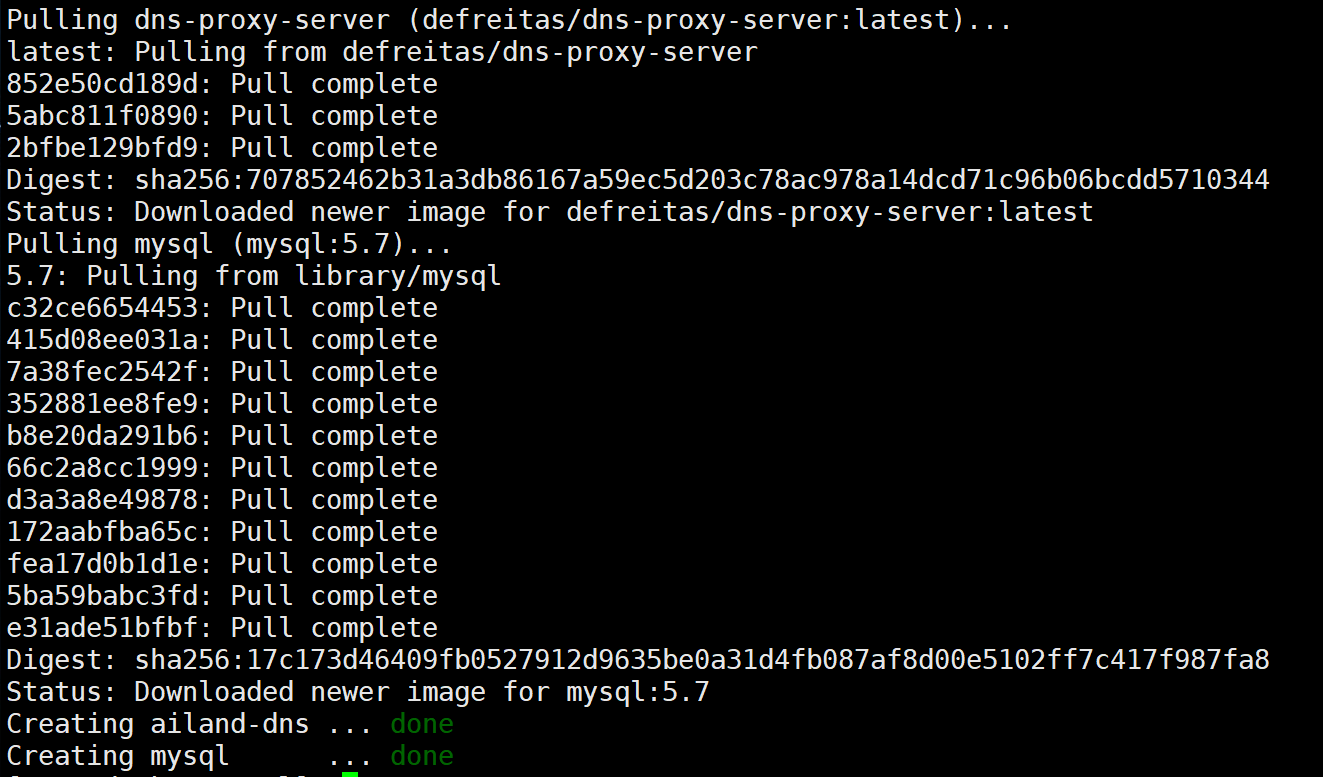 Pulling dns-proxy-server (defreitas/dns-proxy-server:latest)...
latest: Pulling from defreitas/dns-proxy-server
852e50cd189d: Pull complete
5abc811f0890: Pull complete
2bfbe129bfd9: Pull complete
Digest: sha256:707852462b31a3db86167a59ec5d203c78ac978a14dcd71c96b06bcdd5710344
Status: Downloaded newer image for defreitas/dns-proxy-server:latest
Pulling mysql (mysql:5.7)...
5.7: Pulling from library/mysql
c32ce6654453: Pull complete
415d08ee031a: Pull complete
7a38fec2542f: Pull complete
352881ee8fe9: Pull complete
b8e20da291b6: Pull complete
66c2a8cc1999: Pull complete
d3a3a8e49878: Pull complete
172aabfba65c: Pull complete
fea17d0b1d1e: Pull complete
5ba59babc3fd: Pull complete
e31ade51bfbf: Pull complete
Digest: sha256:17c173d46409fb0527912d9635be0a31d4fb087af8d00e5102ff7c417f987fa8
Status: Downloaded newer image for mysql:5.7
Creating ailand-dns ... done
Creating mysql      ... done